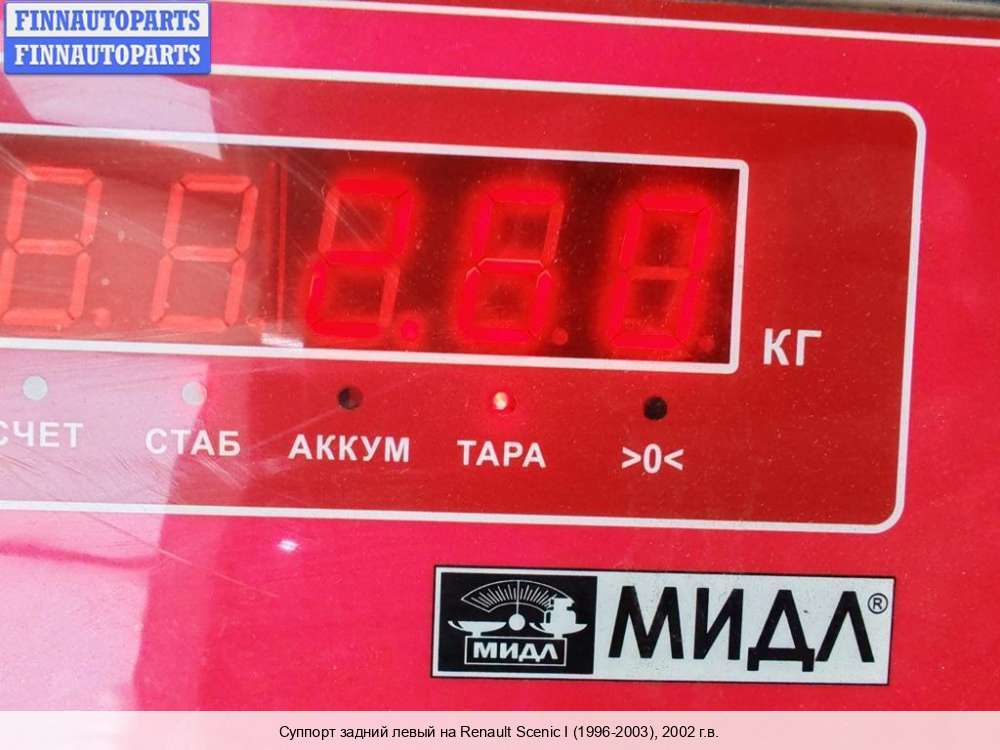 FINNAUTOPARTS
FINNAUTOPARTS
2.50
КГ
СЧЕТ СТАБ АККУМ ТАРА >0<
МИДЛ МИДЛ®
Суппорт задний левый на Renault Scenic I (1996-2003), 2002 г.в.